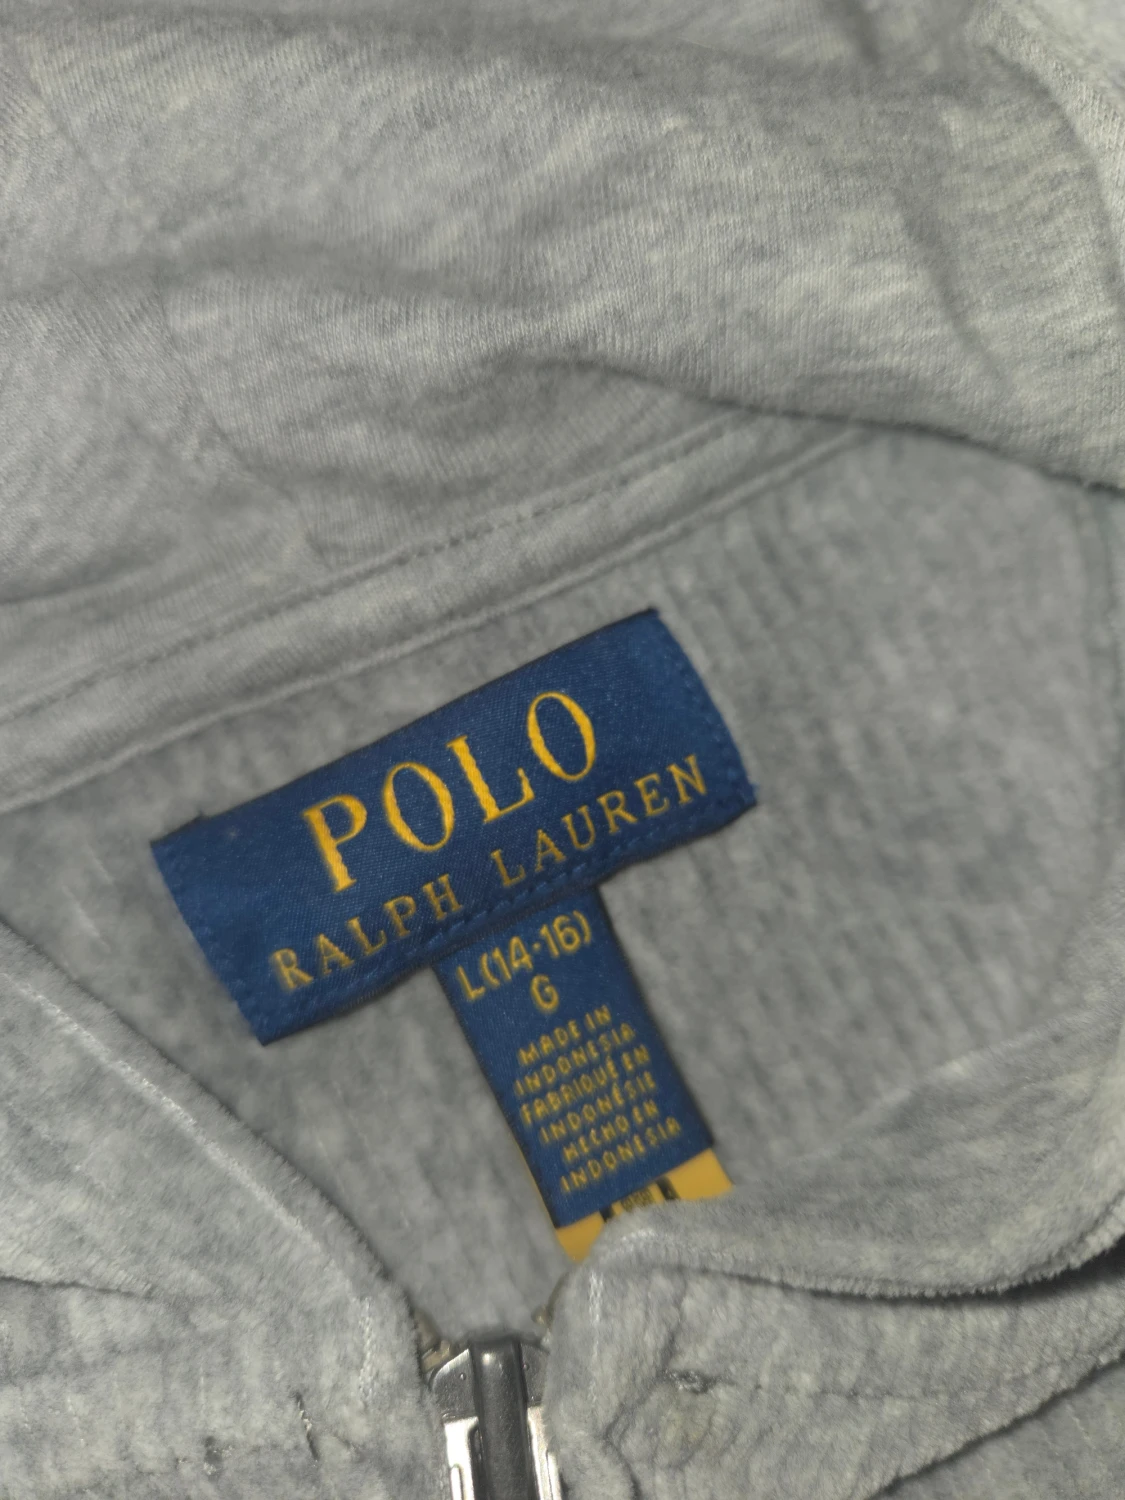 POLO
RALPH LAUREN
L(14-16)
G
MADE IN
INDONESIA
FABRIQUÉ EN
INDONÉSIE
HECHO EN
INDONESIA